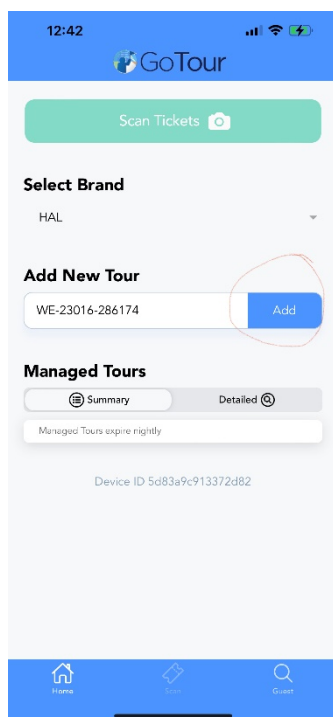 12:42
GoTour
Scan Tickets
Select Brand
HAL
Add New Tour
WE-23016-286174 Add
Managed Tours
Summary Detailed
Managed Tours expire nightly
Device ID 5d83a9c913372d82
Home Scan Guest